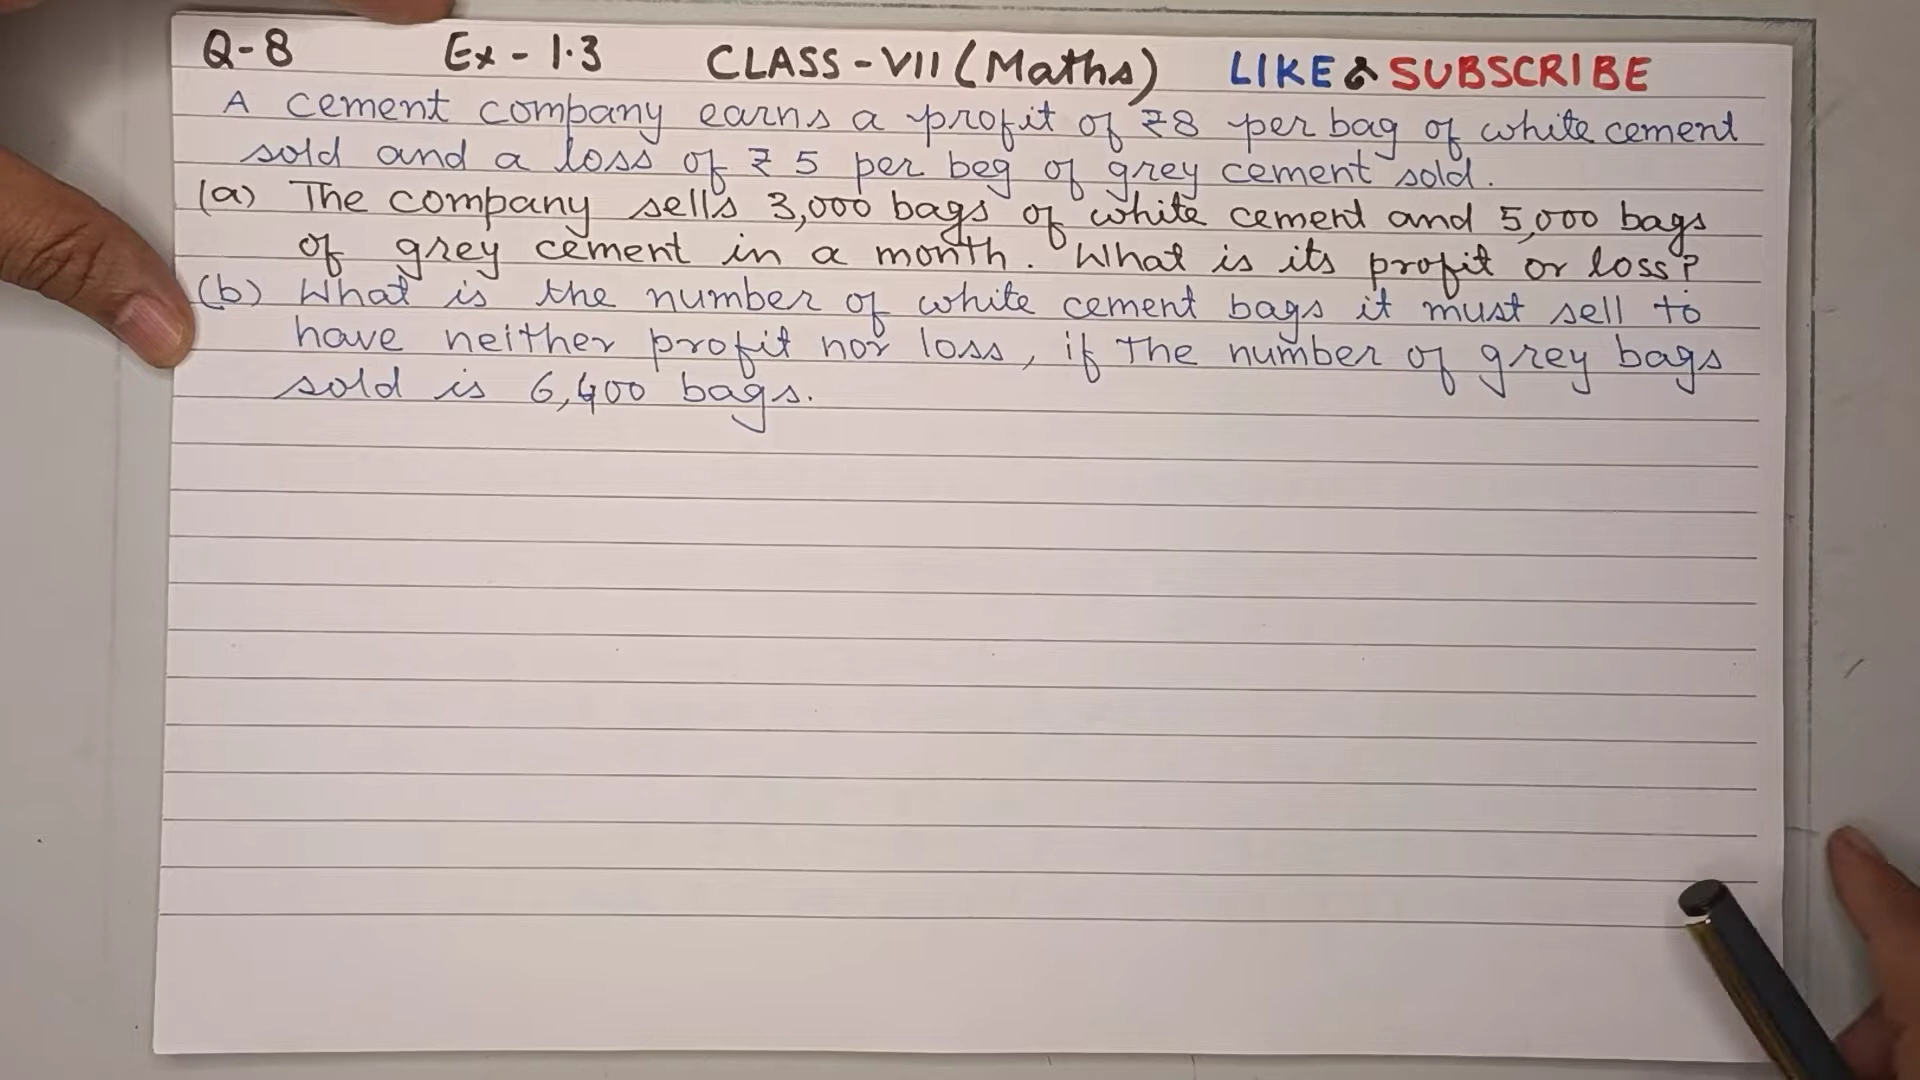 Q-8 Ex-1.3 CLASS-VII (Maths) LIKE & SUBSCRIBE
A cement company earns a profit of ₹8 per bag of white cement
sold and a loss of ₹5 per beg of grey cement sold.
(a) The company sells 3,000 bags of white cement and 5,000 bags
of grey cement in a month. What is its profit or loss?
(b) What is the number of white cement bags it must sell to
have neither profit nor loss, if the number of grey bags
sold is 6,400 bags.